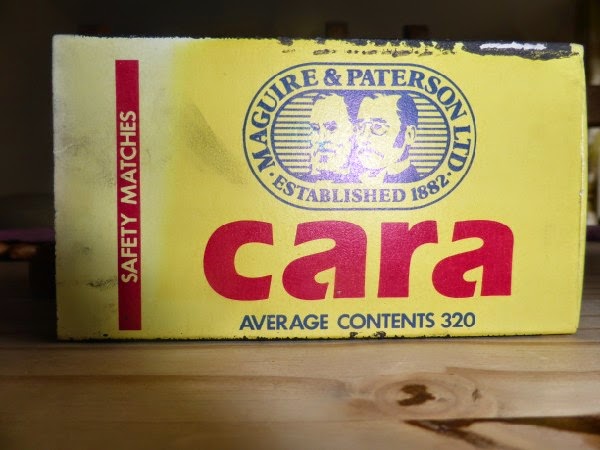 SAFETY MATCHES
MAGUIRE & PATERSON LTD
· ESTABLISHED 1882 ·
cara
AVERAGE CONTENTS 320